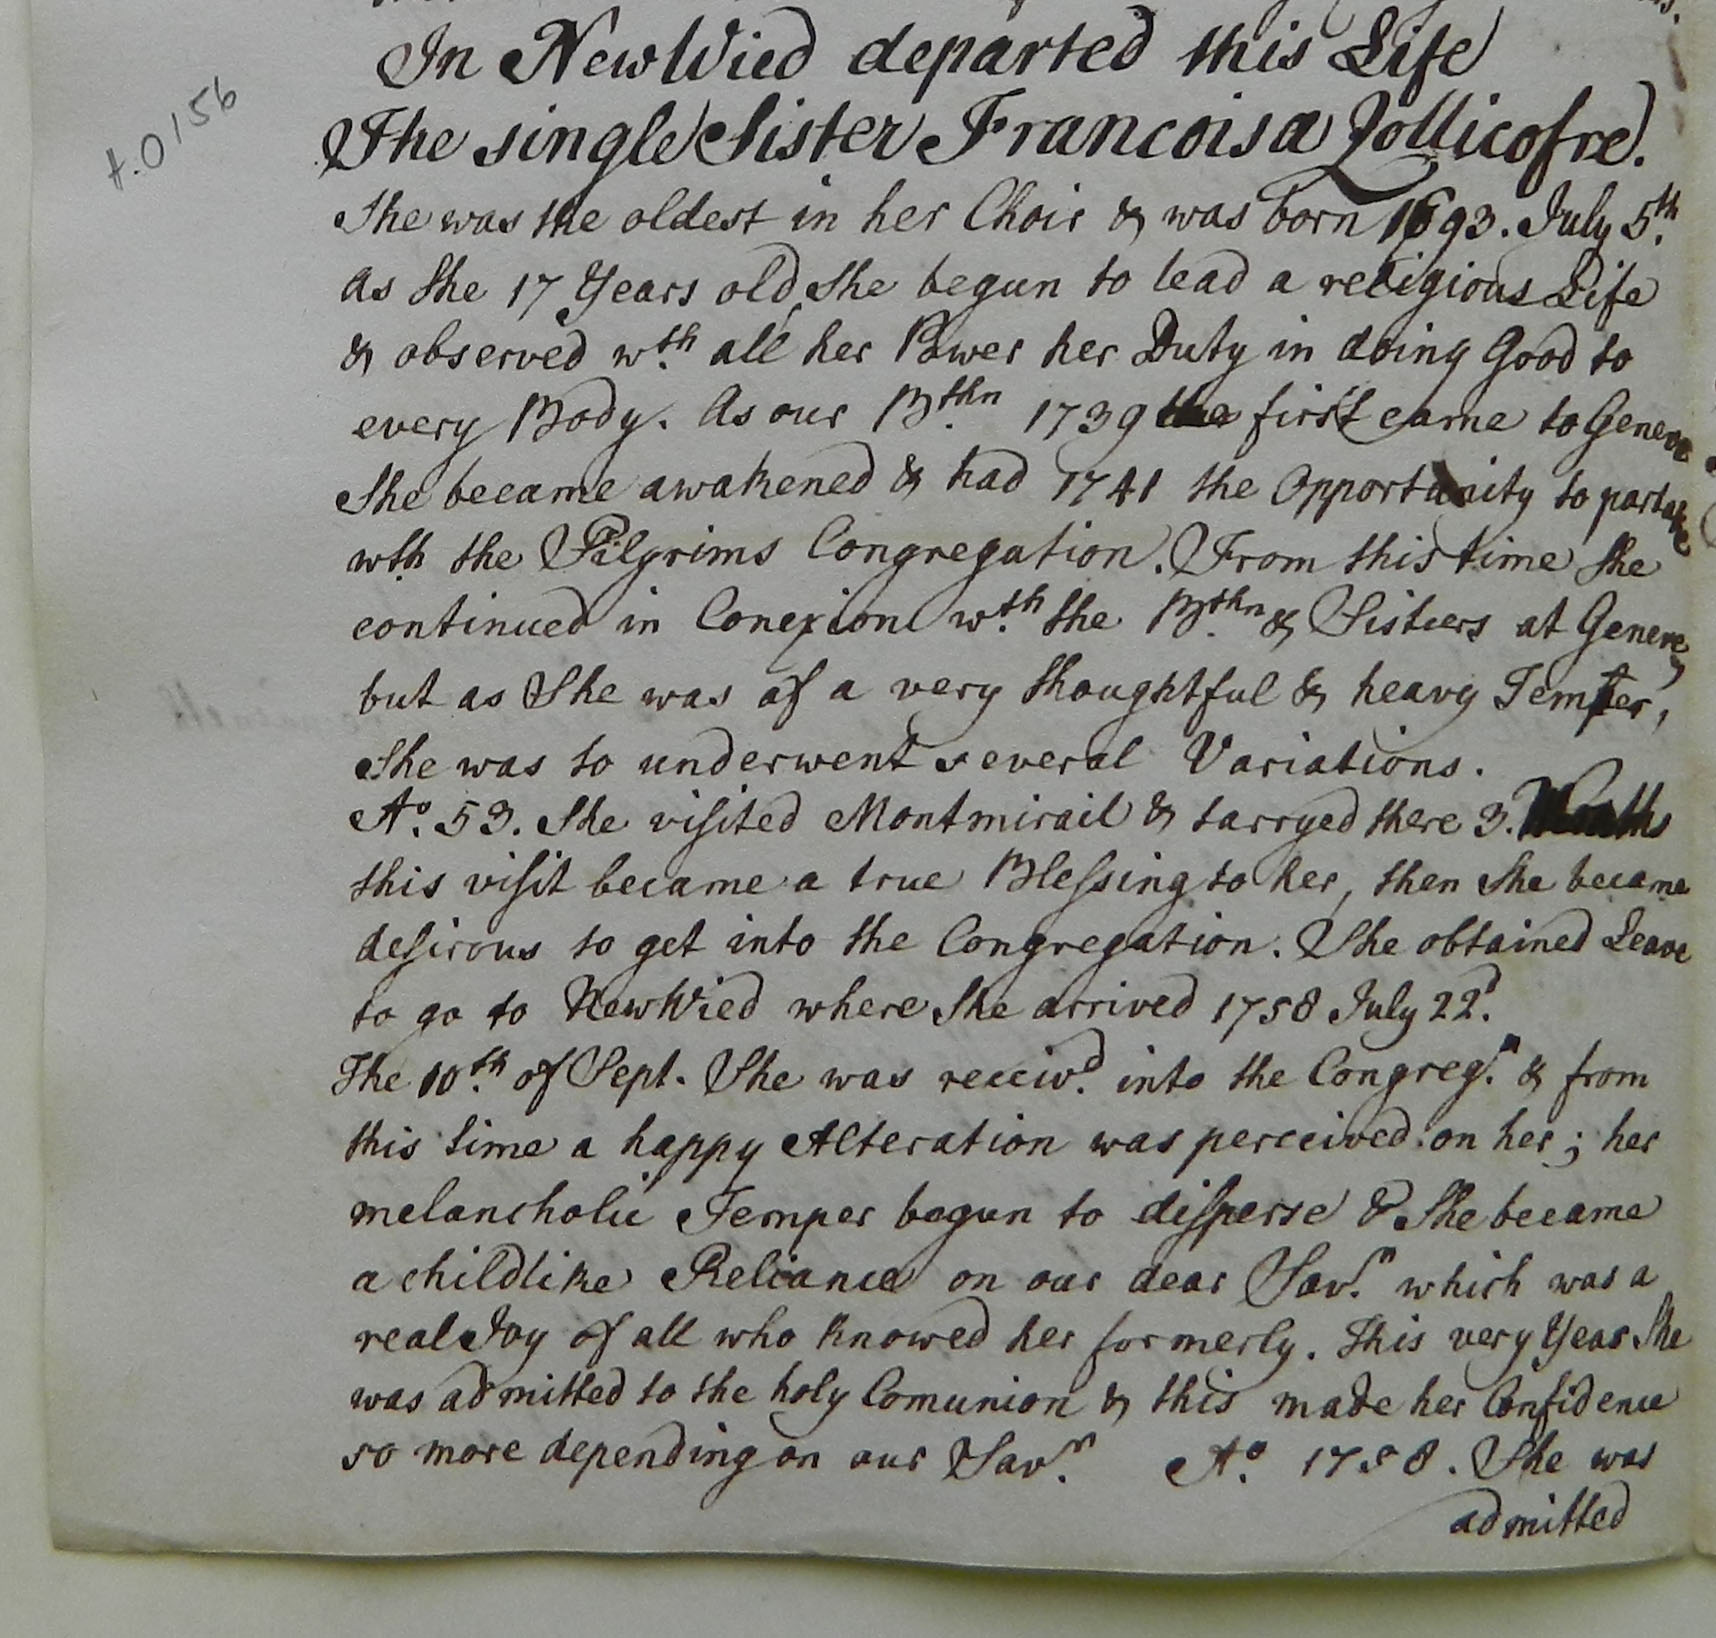 H.0156
In NewWied departed this Life
The single Sister Francoisa Zollicofre.
She was the oldest in her Choir & was born 1693. July 5th.
As She 17 Years old, She begun to lead a religious Life
& observed wth. all her Power her Duty in doing Good to
every Body. As our Bthn. 1739 first came to Geneve
She became awakened & had 1741 the Opportunity to partake
wth the Pilgrims Congregation. From this time She
continued in Conexion wth. the Bthn. & Sisters at Geneve,
but as She was of a very thoughtful & heavy Temper,
She was to underwent several Variations.
Ao. 53. She visited Montmirail & tarryed there 3. Months
this visit became a true Blessing to her, then She became
desirous to get into the Congregation. She obtained Leave
to go to NewWied where She arrived 1758 July 22d.
The 10th. of Sept. She was receivd. into the Congregn. & from
this time a happy Alteration was perceived on her; her
melancholic Temper begun to disperse & She became
a childlike Reliance on our dear Savr. which was a
real Joy of all who knowed her formerly. This very Year She
was admitted to the holy Comunion & this made her Confidence
so more depending on our Savr. Ao. 1758. She was
admitted